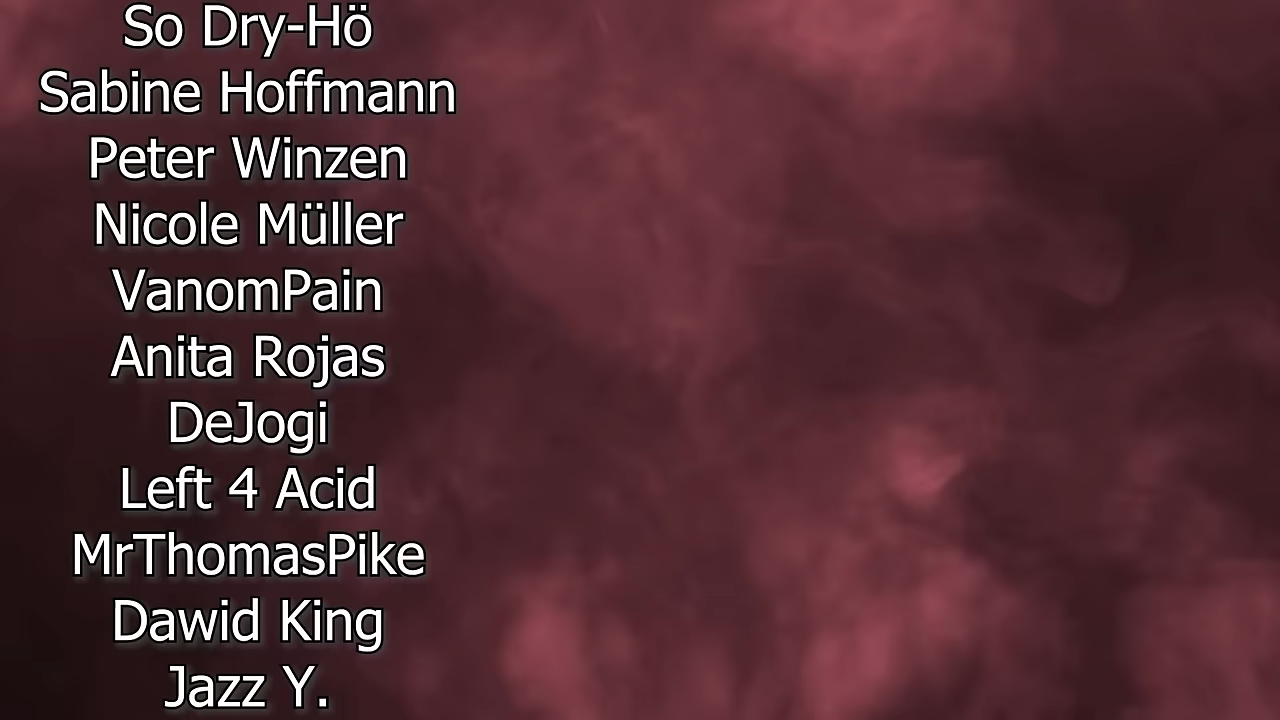 So Dry-Hö
Sabine Hoffmann
Peter Winzen
Nicole Müller
VanomPain
Anita Rojas
DeJogi
Left 4 Acid
MrThomasPike
Dawid King
Jazz Y.